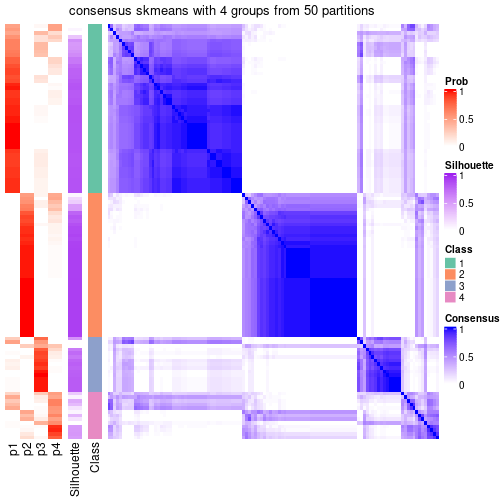 consensus skmeans with 4 groups from 50 partitions
Prob
1
0.5
0
Silhouette
1
0.5
0
Class
1
2
3
4
Consensus
1
0.5
0
p1
p2
p3
p4
Silhouette
Class